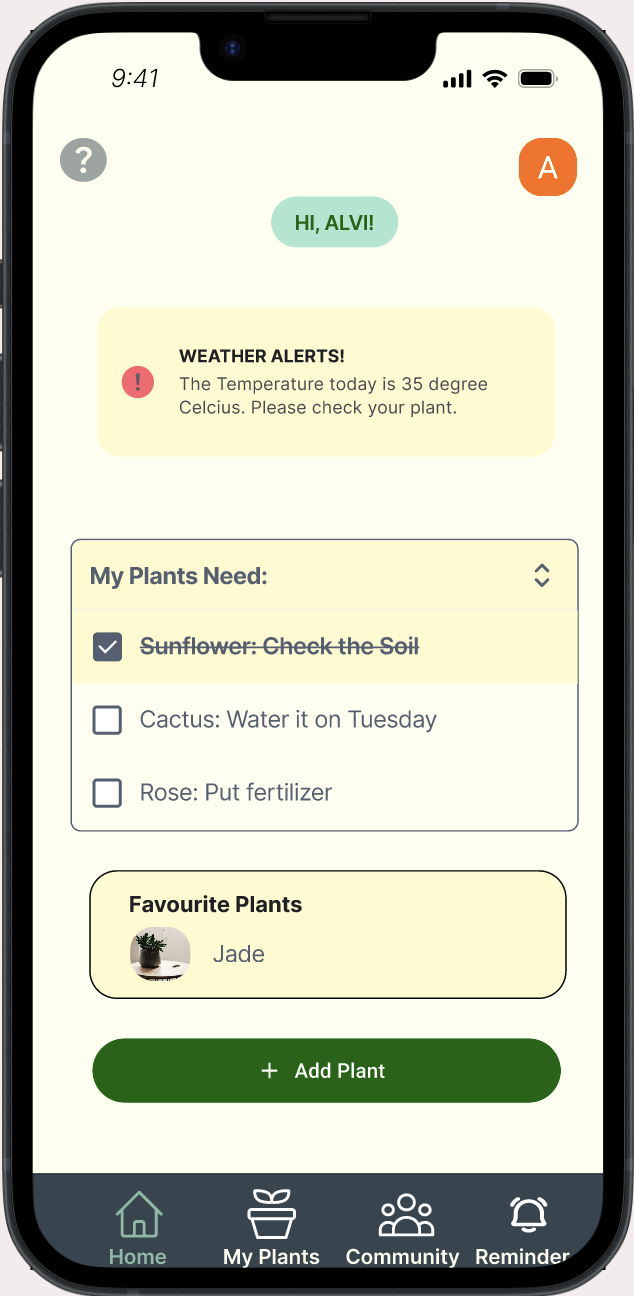 9:41
?
A
HI, ALVI!
WEATHER ALERTS!
!
The Temperature today is 35 degree
Celcius. Please check your plant.
My Plants Need:
Sunflower: Check the Soil
Cactus: Water it on Tuesday
Rose: Put fertilizer
Favourite Plants
Jade
+ Add Plant
Home My Plants Community Reminder